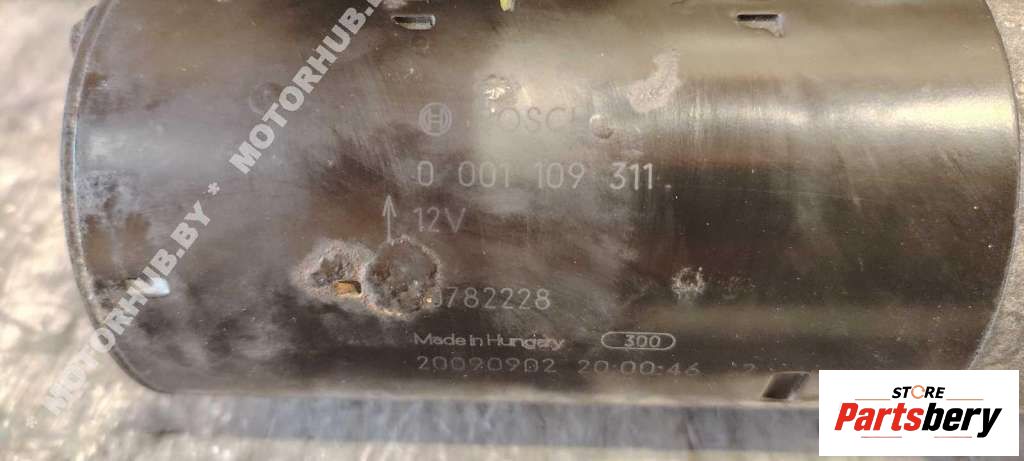 BOSCH
0 001 109 311
12V
782228
Made in Hungary 300
20090902 20:00:46
MOTORHUB.BY * MOTORHUB.BY
STORE
Partsbery